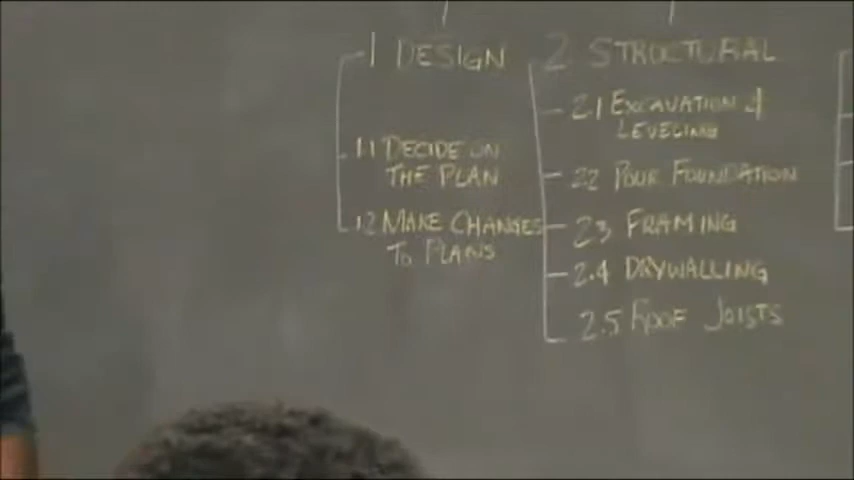 1 DESIGN
1.1 DECIDE ON
THE PLAN
1.2 MAKE CHANGES
TO PLANS
2 STRUCTURAL
2.1 EXCAVATION &
LEVELING
2.2 POUR FOUNDATION
2.3 FRAMING
2.4 DRYWALLING
2.5 ROOF JOISTS